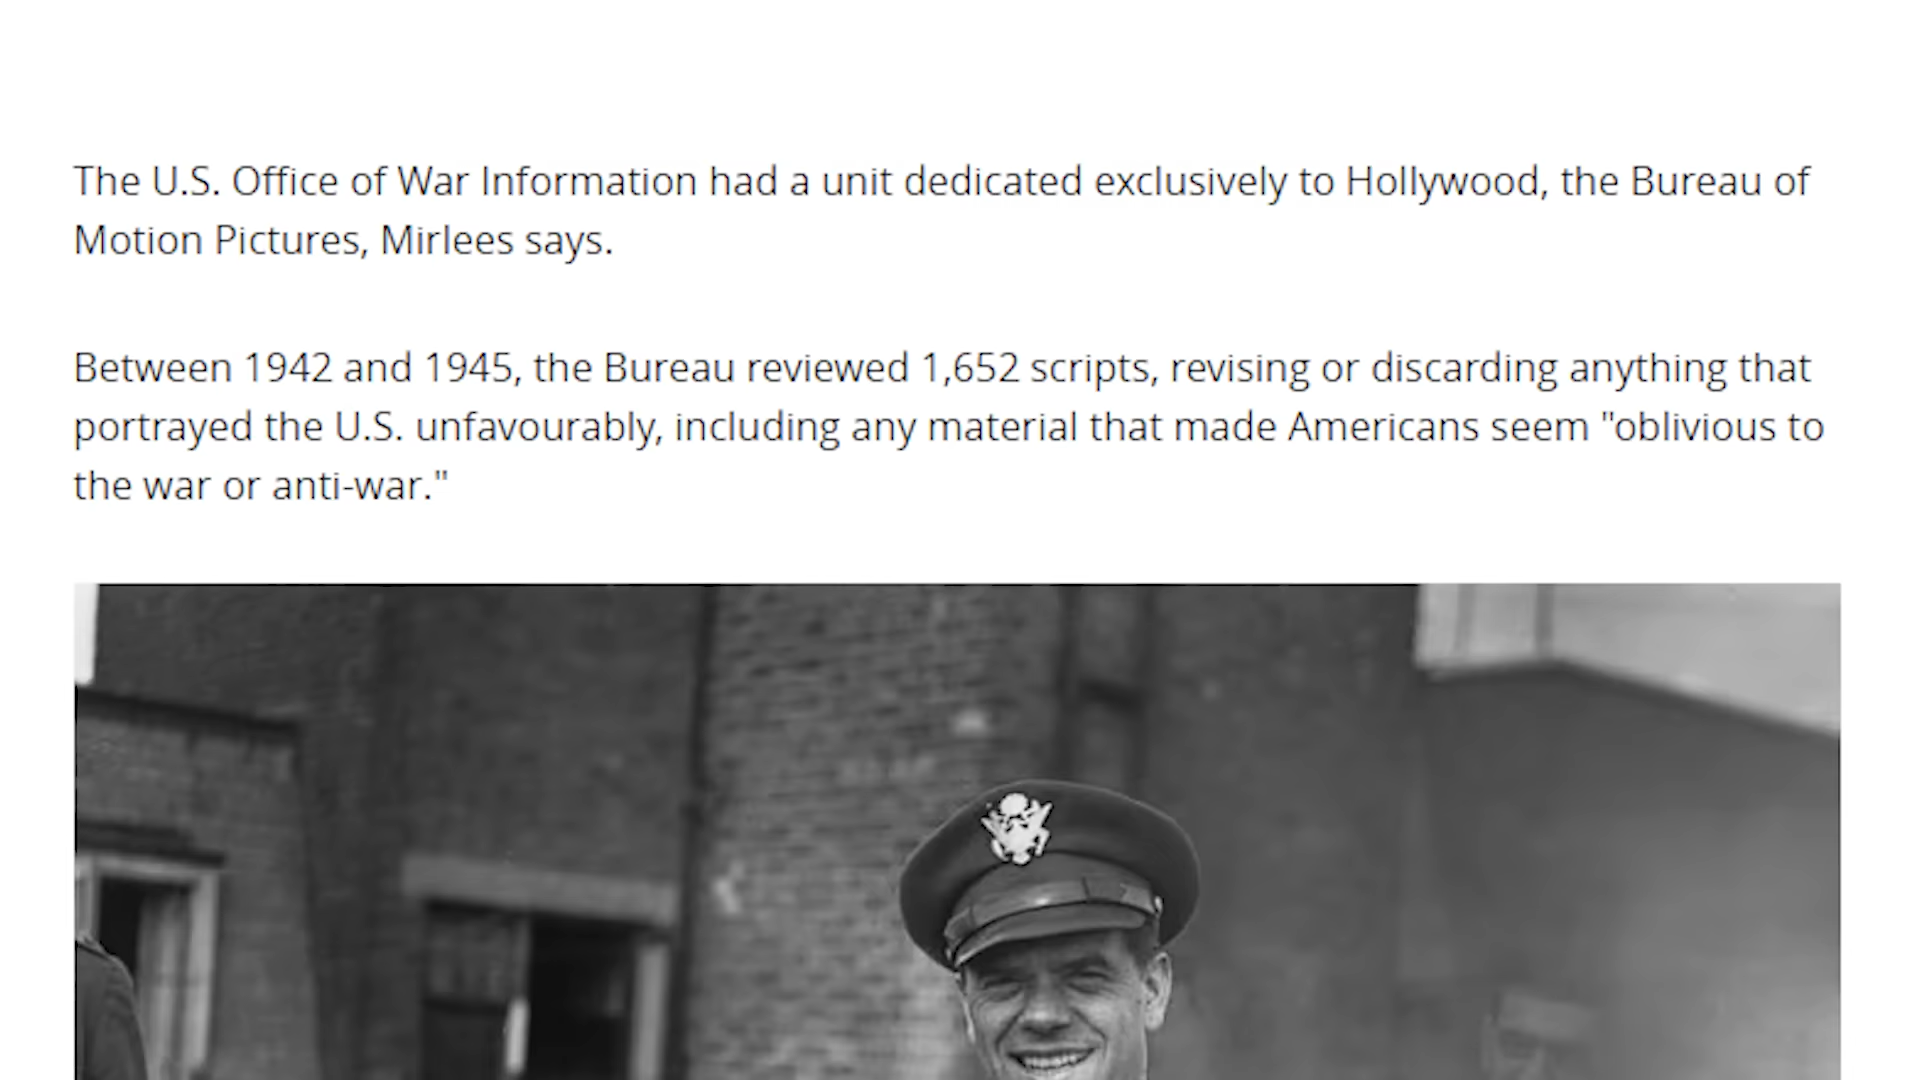 The U.S. Office of War Information had a unit dedicated exclusively to Hollywood, the Bureau of
Motion Pictures, Mirlees says.
Between 1942 and 1945, the Bureau reviewed 1,652 scripts, revising or discarding anything that
portrayed the U.S. unfavourably, including any material that made Americans seem "oblivious to
the war or anti-war."